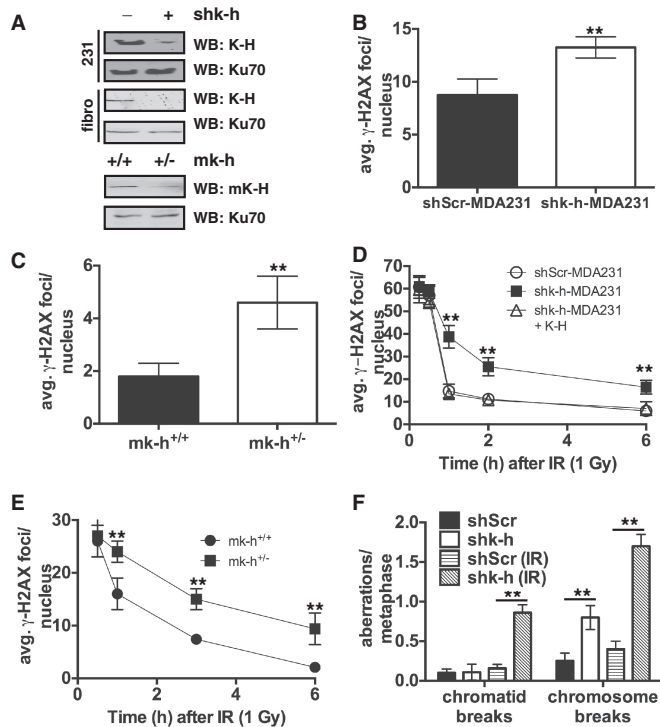 A
– + shk-h
231
WB: K-H
WB: Ku70
fibro
WB: K-H
WB: Ku70
+/+ +/- mk-h
WB: mK-H
WB: Ku70
B
avg. γ-H2AX foci/
nucleus
15
10
5
0
**
shScr-MDA231 shk-h-MDA231
C
avg. γ-H2AX foci/
nucleus
6
4
2
0
**
mk-h+/+ mk-h+/-
D
avg. γ-H2AX foci/
nucleus
70
60
50
40
30
20
10
0
shScr-MDA231
shk-h-MDA231
shk-h-MDA231
+ K-H
** ** **
0 2 4 6
Time (h) after IR (1 Gy)
E
avg. γ-H2AX foci/
nucleus
30
20
10
0
mk-h+/+
mk-h+/-
** ** **
0 2 4 6
Time (h) after IR (1 Gy)
F
aberrations/
metaphase
2.0
1.5
1.0
0.5
0.0
shScr
shk-h
shScr (IR)
shk-h (IR)
** ** **
chromatid
breaks
chromosome
breaks